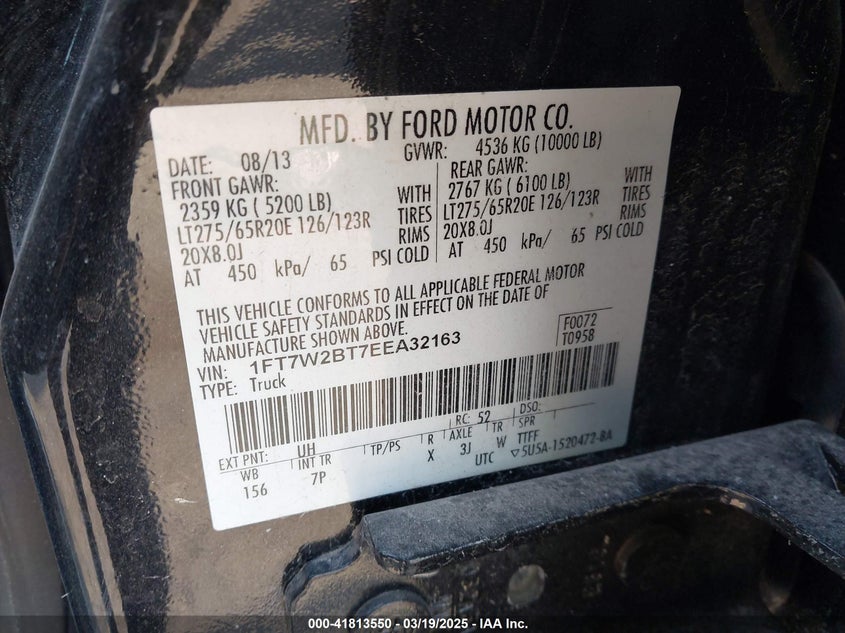 MFD. BY FORD MOTOR CO.
DATE: 08/13 GVWR: 4536 KG (10000 LB)
FRONT GAWR: REAR GAWR:
2359 KG ( 5200 LB) WITH 2767 KG ( 6100 LB) WITH
LT275/65R20E 126/123R TIRES LT275/65R20E 126/123R TIRES
20X8.0J RIMS 20X8.0J RIMS
AT 450 kPa/ 65 PSI COLD AT 450 kPa/ 65 PSI COLD
THIS VEHICLE CONFORMS TO ALL APPLICABLE FEDERAL MOTOR
VEHICLE SAFETY STANDARDS IN EFFECT ON THE DATE OF
MANUFACTURE SHOWN ABOVE.
VIN: 1FT7W2BT7EEA32163
F0072
T0958
TYPE: Truck
RC: 52 DSO:
EXT PNT: UH TP/PS R AXLE TR SPR
WB INT TR X 3J W TTFF
156 7P UTC ▽5U5A-1520472-BA
000-41813550 - 03/19/2025 - IAA Inc.